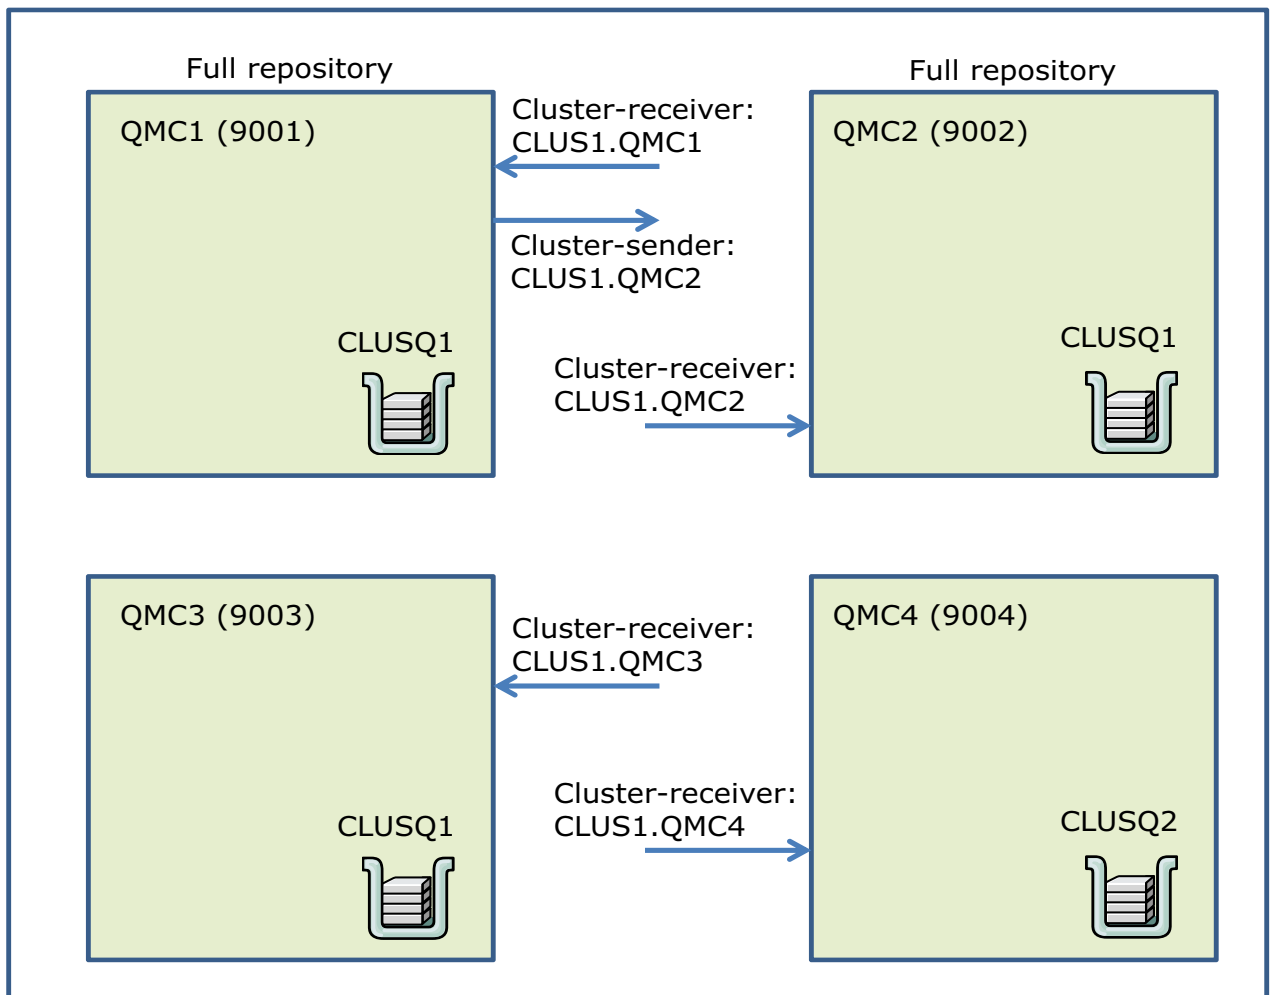 Full repository
Full repository
QMC1 (9001)
Cluster-receiver:
CLUS1.QMC1
QMC2 (9002)
Cluster-sender:
CLUS1.QMC2
CLUSQ1
Cluster-receiver:
CLUS1.QMC2
CLUSQ1
QMC3 (9003)
Cluster-receiver:
CLUS1.QMC3
QMC4 (9004)
Cluster-receiver:
CLUS1.QMC4
CLUSQ1
CLUSQ2